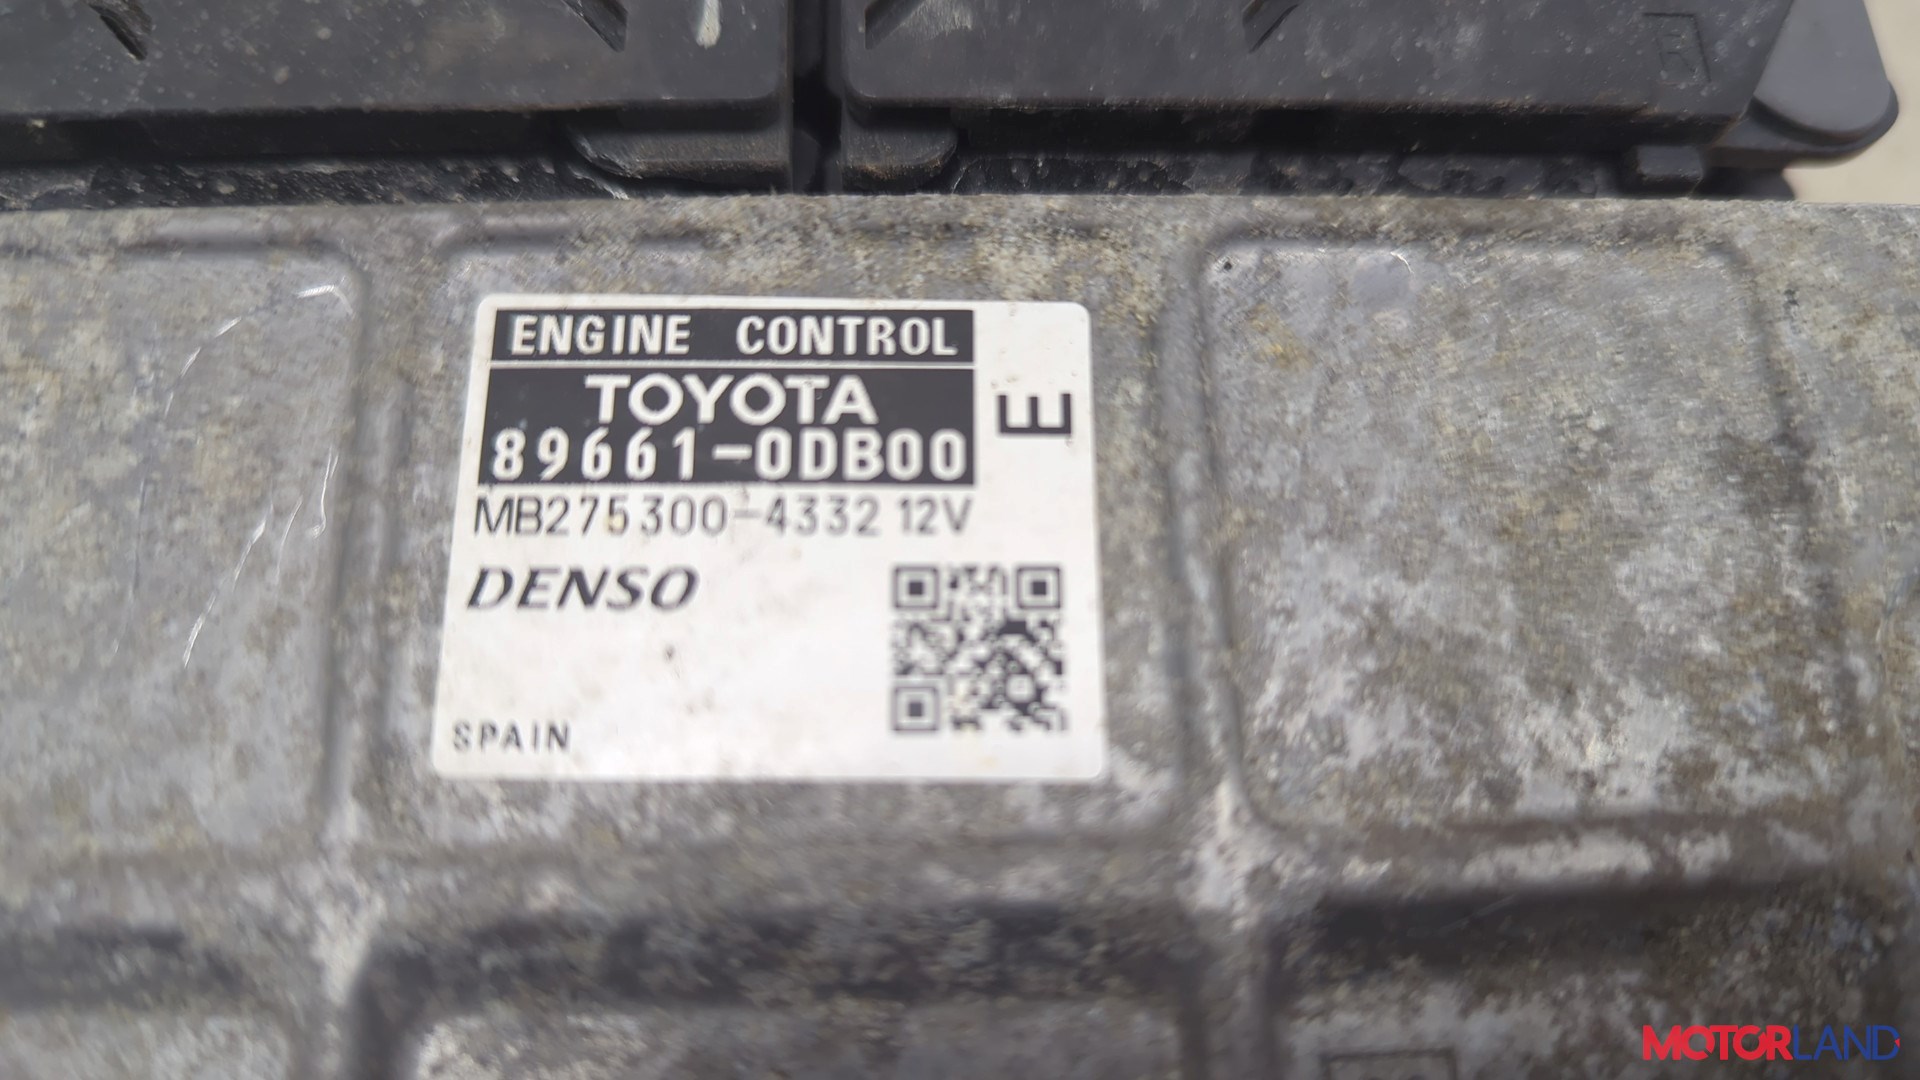 ENGINE CONTROL
TOYOTA
89661-0DB00
E
MB275300-4332 12V
DENSO
SPAIN
R
MOTORLAND